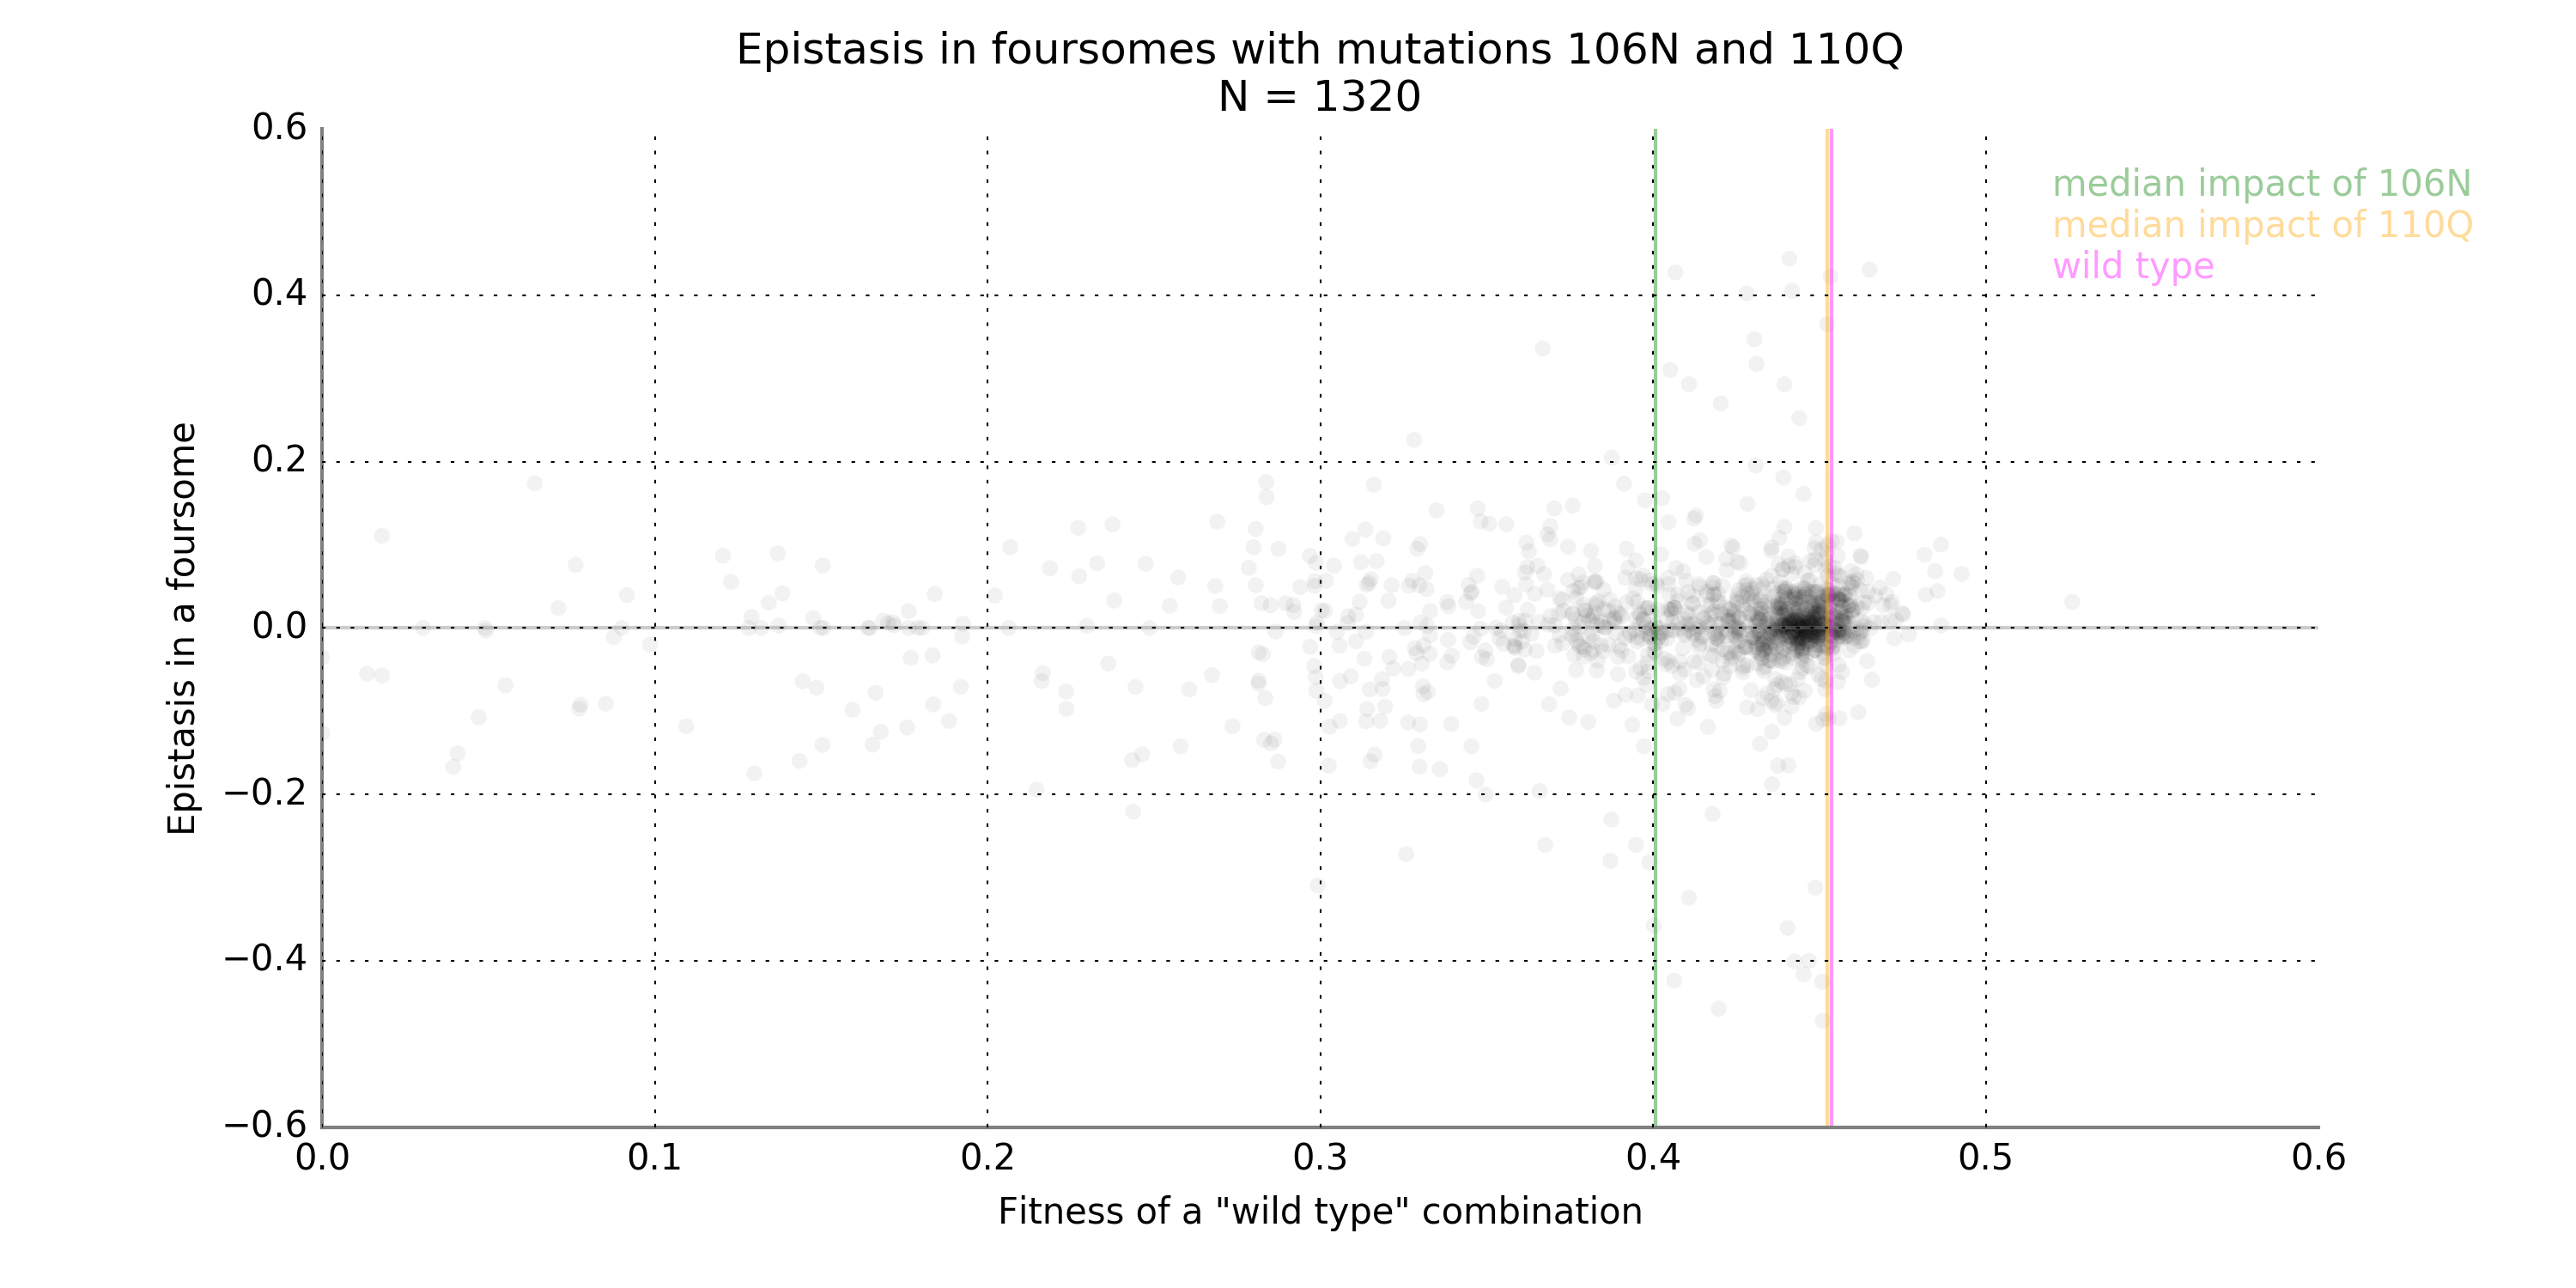 Epistasis in foursomes with mutations 106N and 110Q
N = 1320
0.6
0.4
0.2
0.0
−0.2
−0.4
−0.6
Epistasis in a foursome
median impact of 106N
median impact of 110Q
wild type
0.0 0.1 0.2 0.3 0.4 0.5 0.6
Fitness of a "wild type" combination